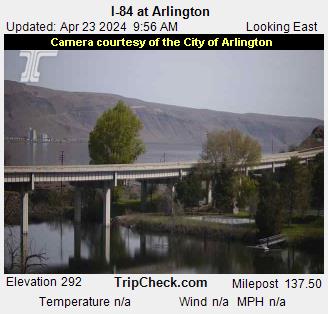 I-84 at Arlington
Updated: Apr 23 2024 9:56 AM Looking East
Camera courtesy of the City of Arlington
Elevation 292 TripCheck.com Milepost 137.50
Temperature n/a Wind n/a MPH n/a